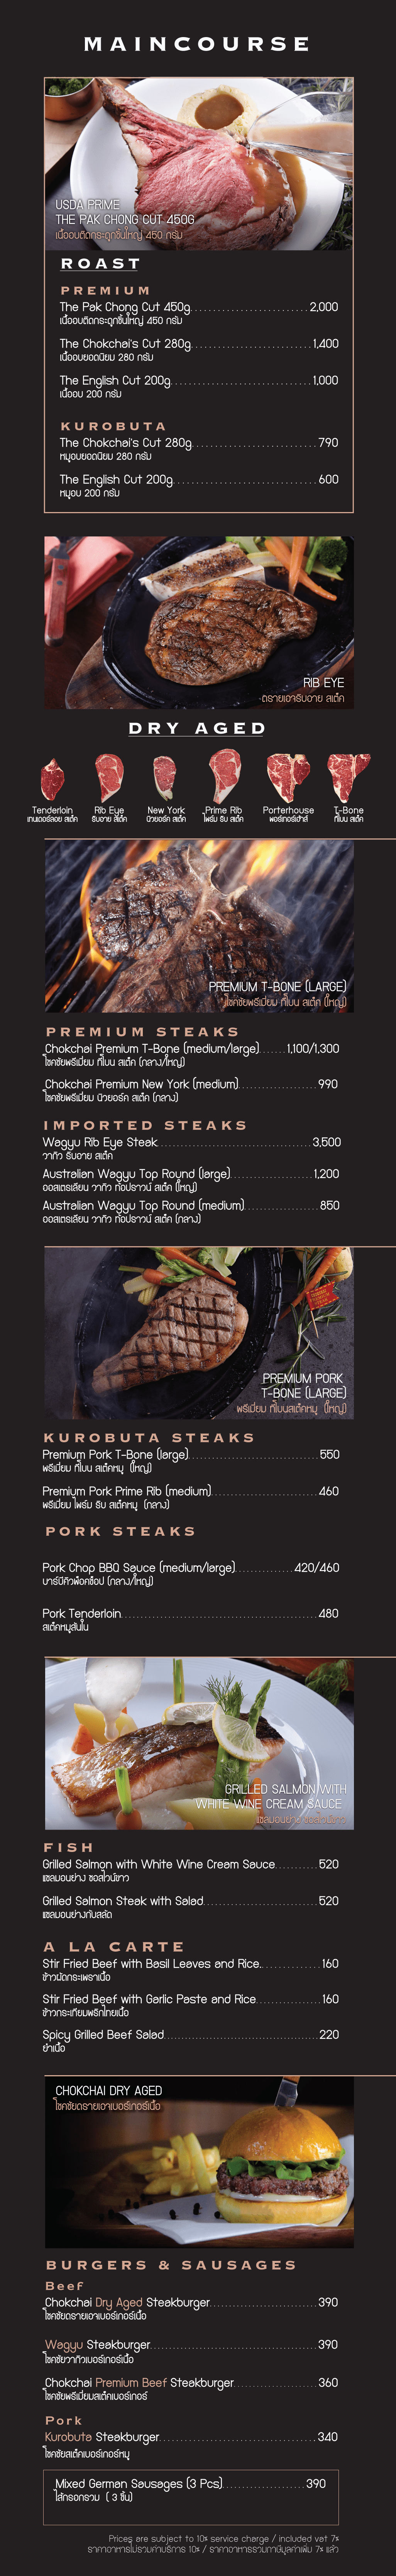 MAINCOURSE
USDA PRIME
THE PAK CHONG CUT 450G
เนื้ออบติดกระดูกชิ้นใหญ่ 450 กรัม
ROAST
PREMIUM
The Pak Chong Cut 450g. 2,000
เนื้ออบติดกระดูกชิ้นใหญ่ 450 กรัม
The Chokchai's Cut 280g. 1,400
เนื้ออบยอดนิยม 280 กรัม
The English Cut 200g. 1,000
เนื้ออบ 200 กรัม
KUROBUTA
The Chokchai's Cut 280g. 790
หมูอบยอดนิยม 280 กรัม
The English Cut 200g. 600
หมูอบ 200 กรัม
RIB EYE
ดรายเอจริบอาย สเต็ค
DRY AGED
Tenderloin Rib Eye New York Prime Rib Porterhouse T-Bone
เทนเดอร์ลอย สเต็ค ริบอาย สเต็ค นิวยอร์ค สเต็ค ไพร์ม ริบ สเต็ค พอร์เทอร์เฮ้าส์ ทีโบน สเต็ค
PREMIUM T-BONE (LARGE)
โชคชัยพรีเมี่ยม ทีโบน สเต็ค (ใหญ่)
PREMIUM STEAKS
Chokchai Premium T-Bone (medium/large) 1,100/1,300
โชคชัยพรีเมี่ยม ทีโบน สเต็ค (กลาง/ใหญ่)
Chokchai Premium New York (medium) 990
โชคชัยพรีเมี่ยม นิวยอร์ค สเต็ค (กลาง)
IMPORTED STEAKS
Wagyu Rib Eye Steak 3,500
วากิว ริบอาย สเต็ค
Australian Wagyu Top Round (large) 1,200
ออสเตรเลียน วากิว ท๊อปราวน์ สเต็ค (ใหญ่)
Australian Wagyu Top Round (medium) 850
ออสเตรเลียน วากิว ท๊อปราวน์ สเต็ค (กลาง)
PREMIUM PORK
T-BONE (LARGE)
พรีเมี่ยม ทีโบนสเต็คหมู (ใหญ่)
KUROBUTA STEAKS
Premium Pork T-Bone (large) 550
พรีเมี่ยม ทีโบน สเต็คหมู (ใหญ่)
Premium Pork Prime Rib (medium) 460
พรีเมี่ยม ไพร์ม ริบ สเต็คหมู (กลาง)
PORK STEAKS
Pork Chop BBQ Sauce (medium/large) 420/460
บาร์บีคิวพ็อคช็อป (กลาง/ใหญ่)
Pork Tenderloin 480
สเต็คหมูสันใน
GRILLED SALMON WITH
WHITE WINE CREAM SAUCE
แซลมอนย่าง ซอสไวน์ขาว
FISH
Grilled Salmon with White Wine Cream Sauce 520
แซลมอนย่าง ซอสไวน์ขาว
Grilled Salmon Steak with Salad 520
แซลมอนย่างกับสลัด
A LA CARTE
Stir Fried Beef with Basil Leaves and Rice. 160
ข้าวผัดกระเพราเนื้อ
Stir Fried Beef with Garlic Paste and Rice 160
ข้าวกระเทียมพริกไทยเนื้อ
Spicy Grilled Beef Salad 220
ยำเนื้อ
CHOKCHAI DRY AGED
โชคชัยดรายเอาเบอร์เกอร์เนื้อ
BURGERS & SAUSAGES
Beef
Chokchai Dry Aged Steakburger 390
โชคชัยดรายเอาเบอร์เกอร์เนื้อ
Wagyu Steakburger 390
โชคชัยวากิวเบอร์เกอร์เนื้อ
Chokchai Premium Beef Steakburger 360
โชคชัยพรีเมี่ยมสเต็คเบอร์เกอร์
Pork
Kurobuta Steakburger 340
โชคชัยสเต็คเบอร์เกอร์หมู
Mixed German Sausages (3 Pcs) 390
ไส้กรอกรวม ( 3 ชิ้น)
Prices are subject to 10% service charge / included vat 7%
ราคาอาหารไม่รวมค่าบริการ 10% / ราคาอาหารรวมภาษีมูลค่าเพิ่ม 7% แล้ว